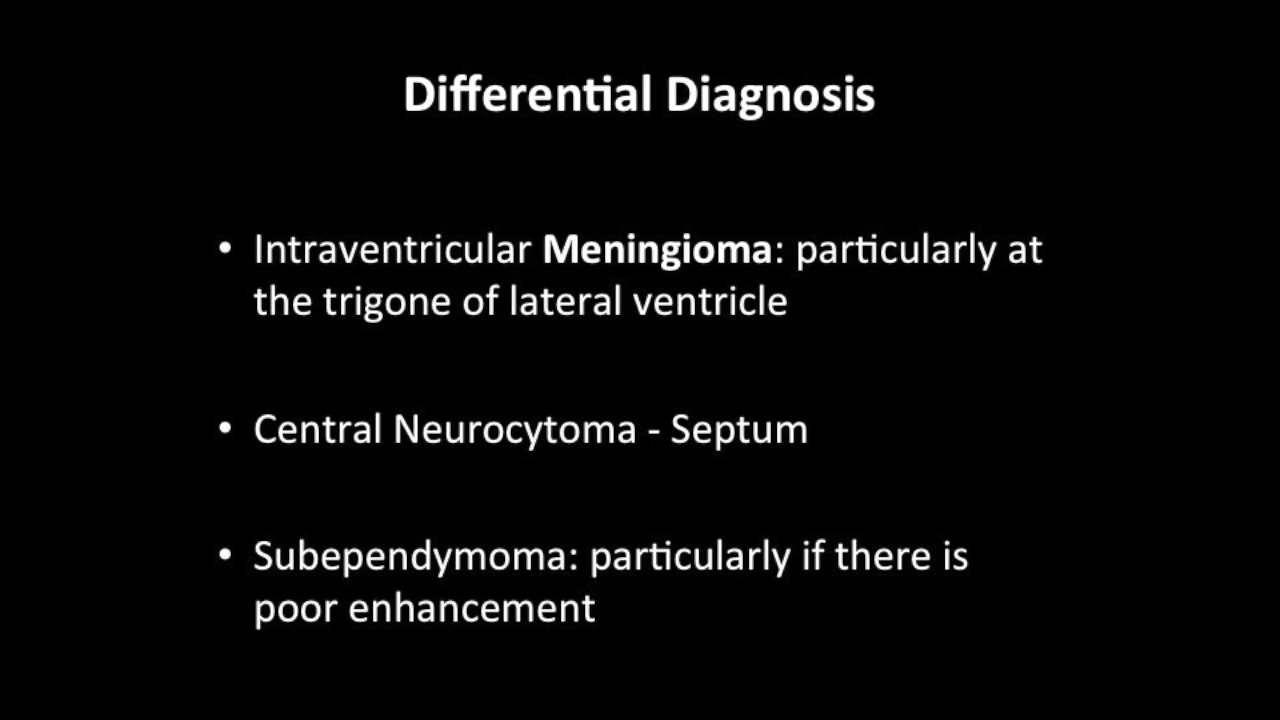 Differential Diagnosis
• Intraventricular Meningioma: particularly at
the trigone of lateral ventricle
• Central Neurocytoma - Septum
• Subependymoma: particularly if there is
poor enhancement